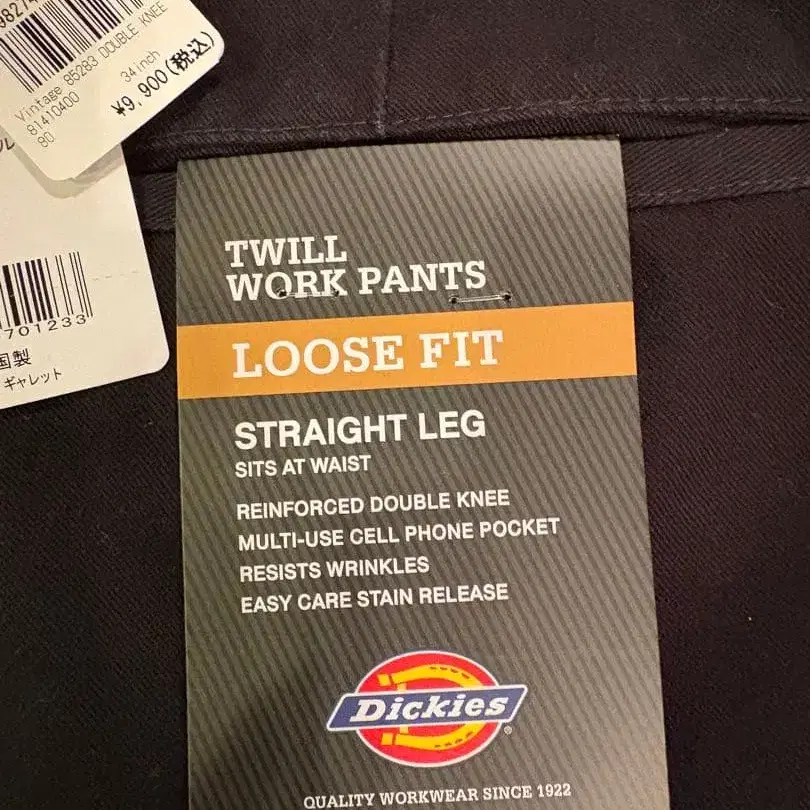 Vintage 85283 DOUBLE KNEE
81410400
34inch
80
¥9,900(税込)
701233
国製
ギャレット
TWILL
WORK PANTS
LOOSE FIT
STRAIGHT LEG
SITS AT WAIST
REINFORCED DOUBLE KNEE
MULTI-USE CELL PHONE POCKET
RESISTS WRINKLES
EASY CARE STAIN RELEASE
Dickies®
QUALITY WORKWEAR SINCE 1922